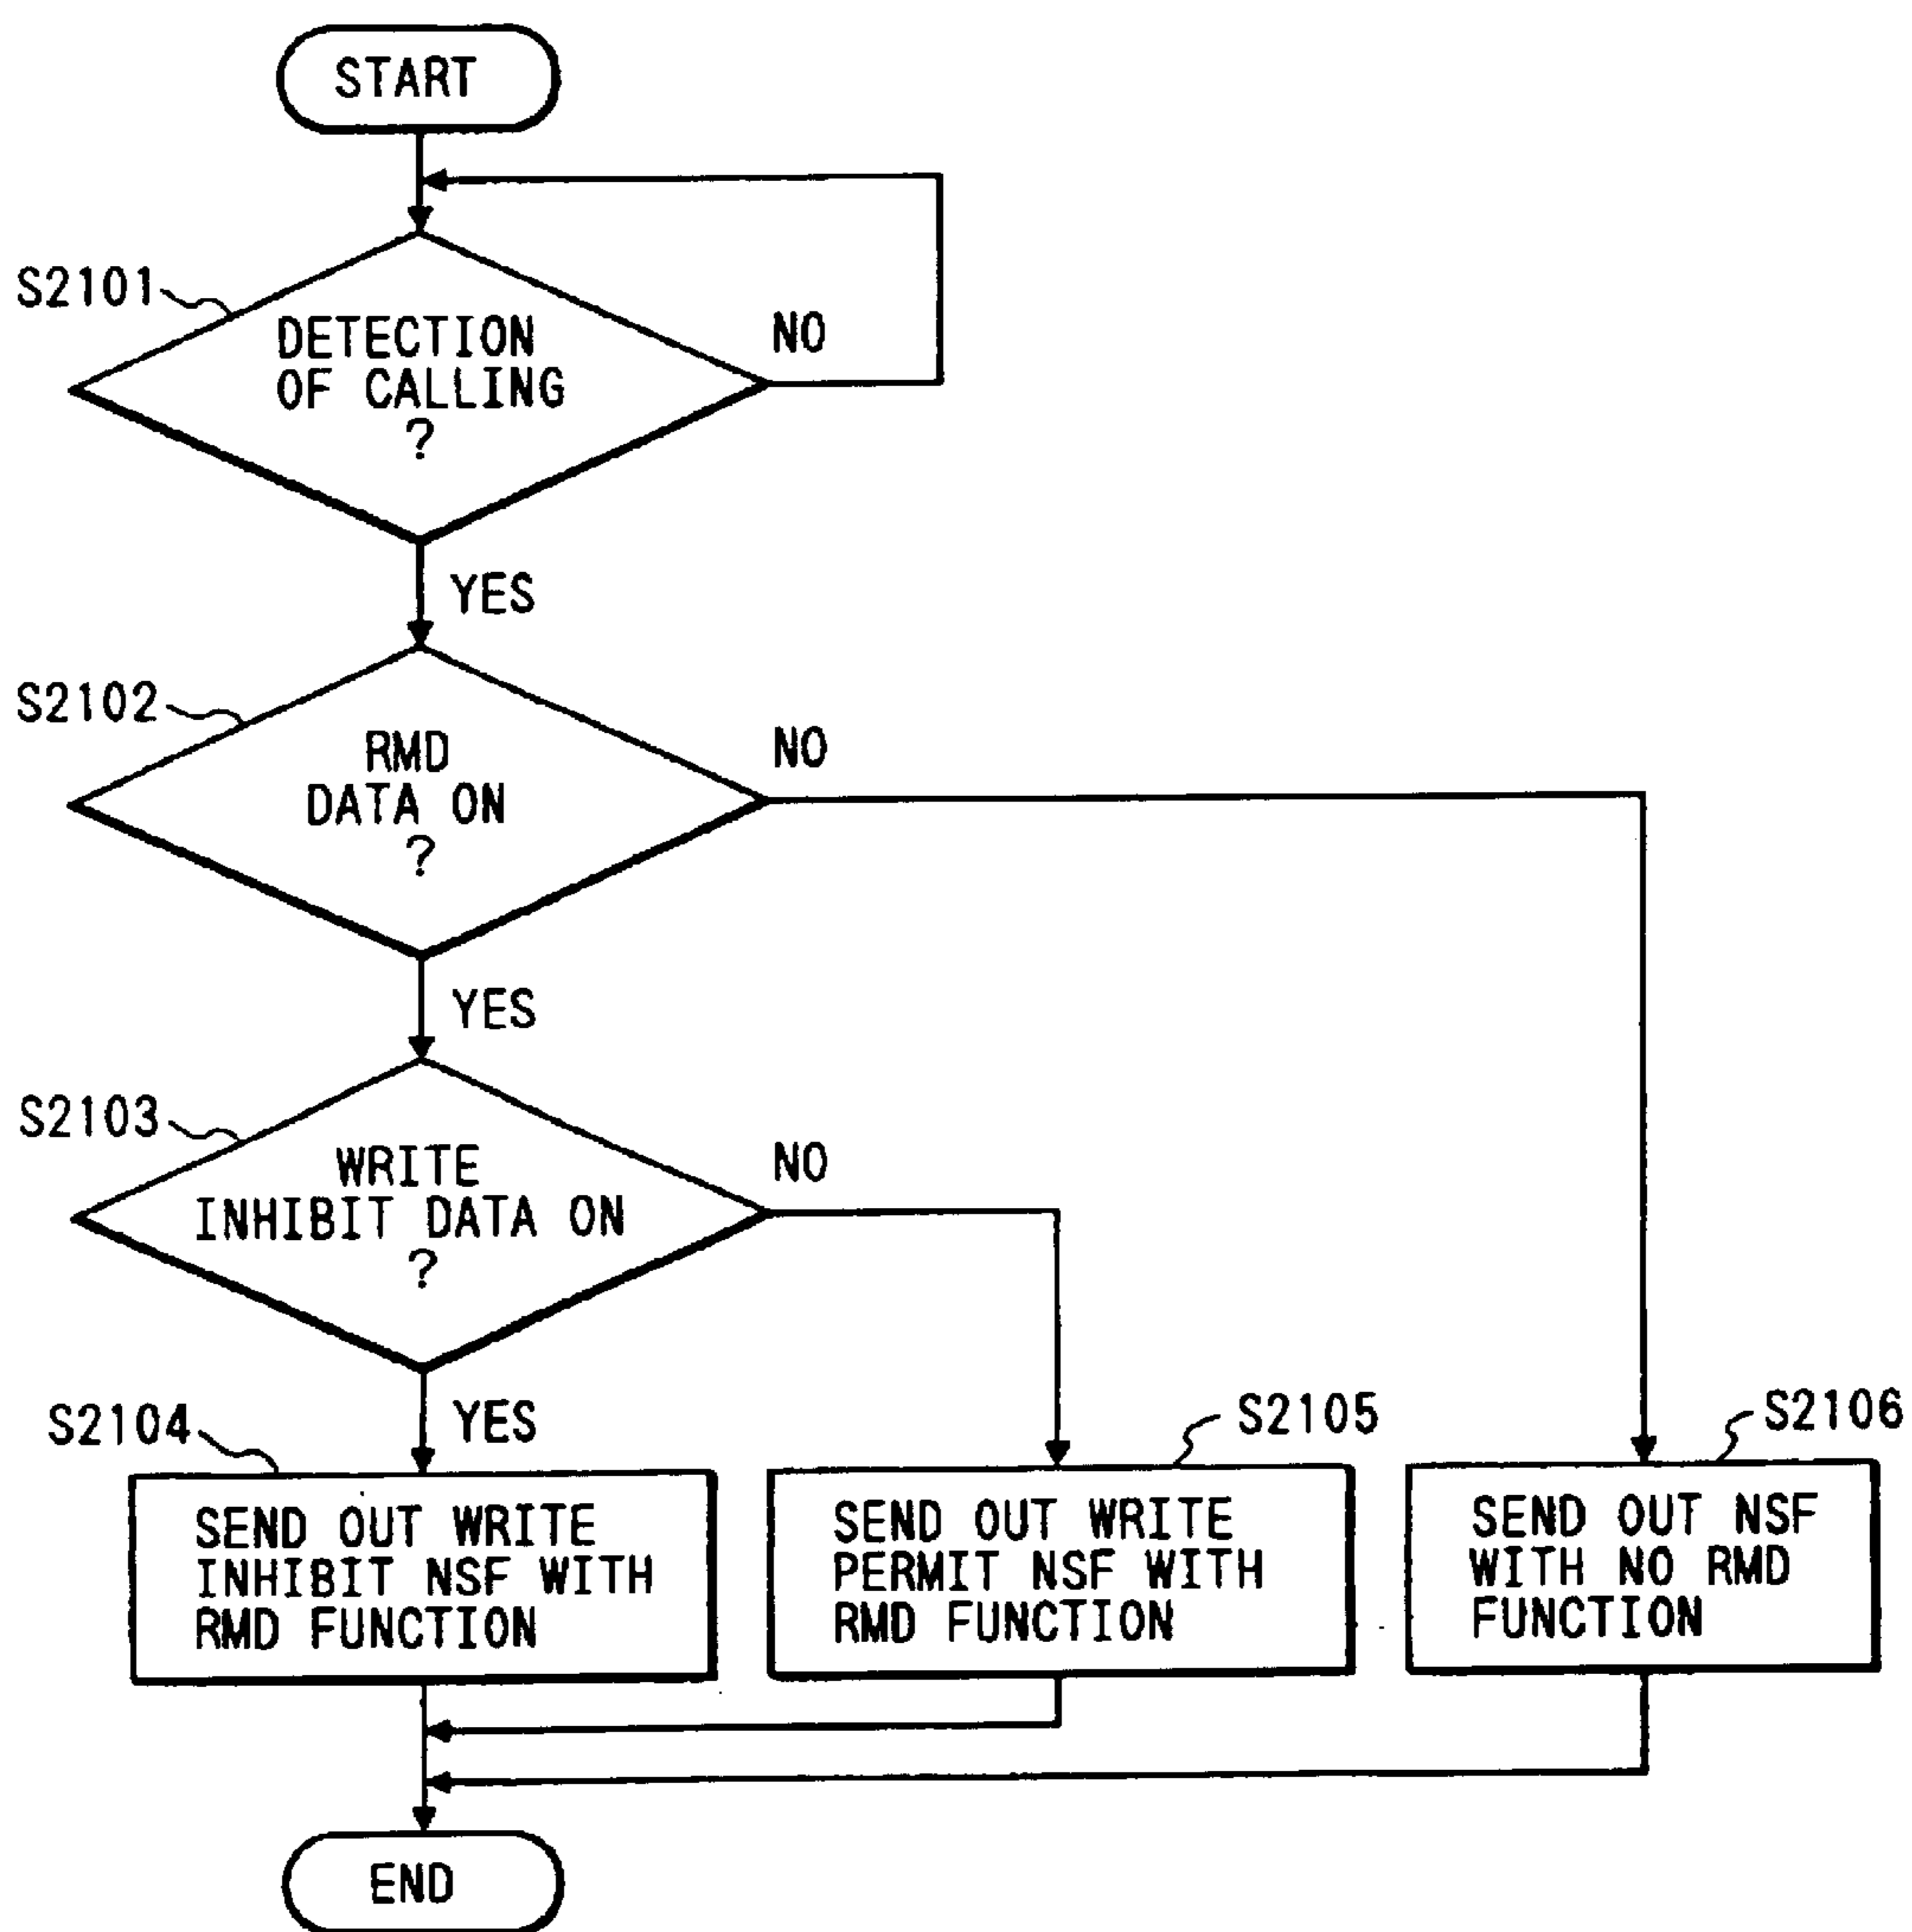 START
S2101
DETECTION
OF CALLING
?
NO
YES
S2102
RMD
DATA ON
?
NO
YES
S2103
WRITE
INHIBIT DATA ON
?
NO
YES
S2104
SEND OUT WRITE
INHIBIT NSF WITH
RMD FUNCTION
S2105
SEND OUT WRITE
PERMIT NSF WITH
RMD FUNCTION
S2106
SEND OUT NSF
WITH NO RMD
FUNCTION
END